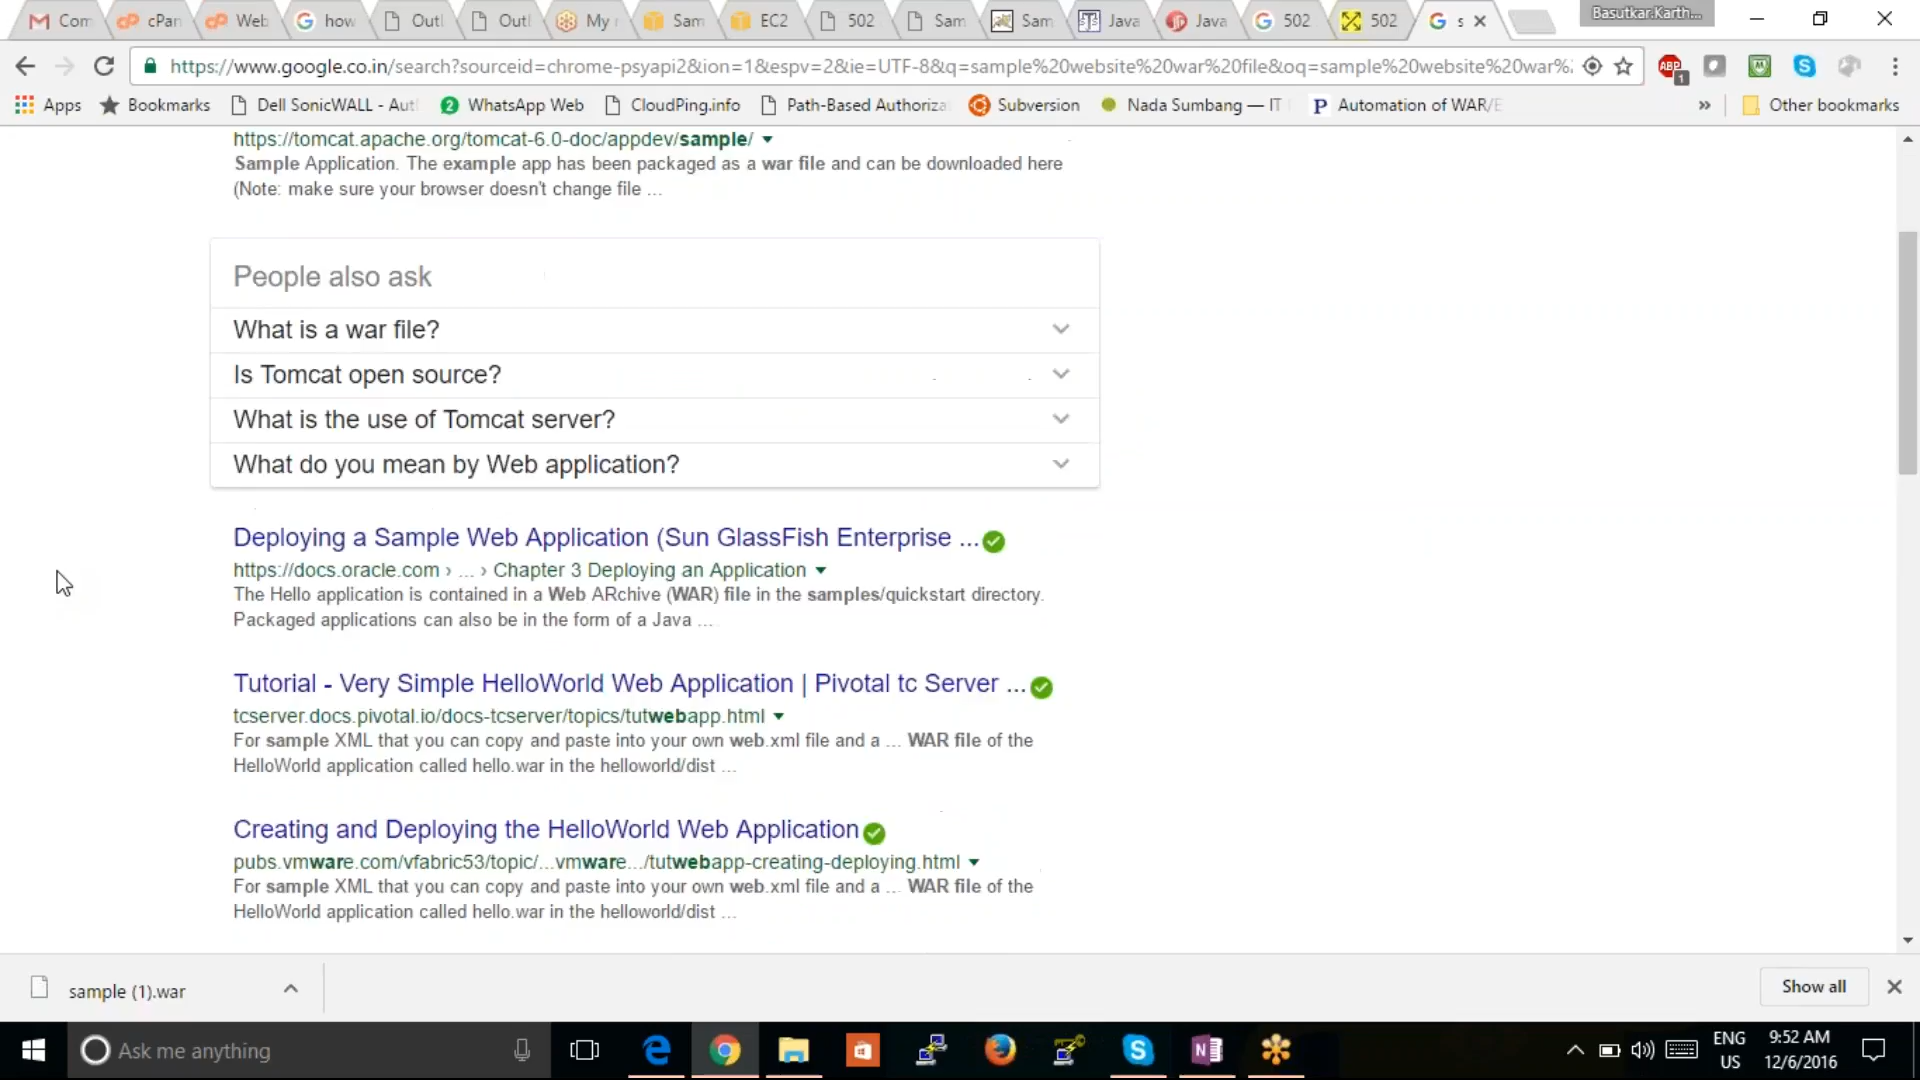 Com
cPan
Web
how
Outl
Outl
My
Sam
EC2
502
Sam
Sam
Java
Java
502
502
s
Basutkar.Karth...
https://www.google.co.in/search?sourceid=chrome-psyapi2&ion=1&espv=2&ie=UTF-8&q=sample%20website%20war%20file&oq=sample%20website%20war%2
ABP
1
Apps
Bookmarks
Dell SonicWALL - Aut
WhatsApp Web
CloudPing.info
Path-Based Authoriza
Subversion
Nada Sumbang — IT
Automation of WAR/E
»
Other bookmarks
https://tomcat.apache.org/tomcat-6.0-doc/appdev/sample/
Sample Application. The example app has been packaged as a war file and can be downloaded here
(Note: make sure your browser doesn't change file ...
People also ask
What is a war file?
Is Tomcat open source?
What is the use of Tomcat server?
What do you mean by Web application?
Deploying a Sample Web Application (Sun GlassFish Enterprise ...
https://docs.oracle.com › ... › Chapter 3 Deploying an Application
The Hello application is contained in a Web ARchive (WAR) file in the samples/quickstart directory.
Packaged applications can also be in the form of a Java ...
Tutorial - Very Simple HelloWorld Web Application | Pivotal tc Server ...
tcserver.docs.pivotal.io/docs-tcserver/topics/tutwebapp.html
For sample XML that you can copy and paste into your own web.xml file and a ... WAR file of the
HelloWorld application called hello.war in the helloworld/dist ...
Creating and Deploying the HelloWorld Web Application
pubs.vmware.com/vfabric53/topic/...vmware.../tutwebapp-creating-deploying.html
For sample XML that you can copy and paste into your own web.xml file and a ... WAR file of the
HelloWorld application called hello.war in the helloworld/dist ...
sample (1).war
Show all
Ask me anything
ENG
US
9:52 AM
12/6/2016